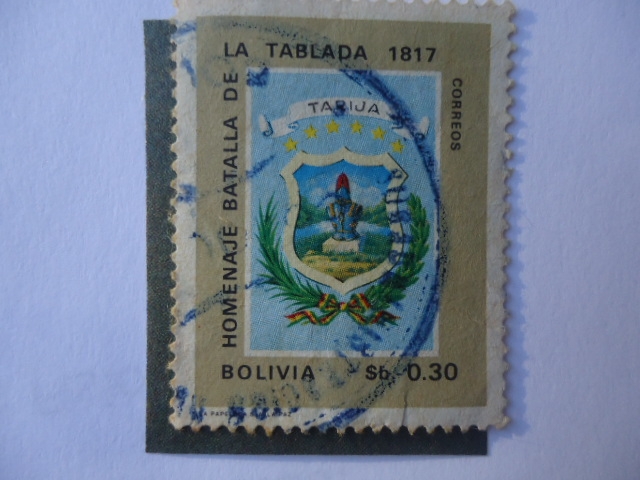 HOMENAJE BATALLA DE
LA TABLADA 1817
CORREOS
TARIJA
BOLIVIA $b. 0.30